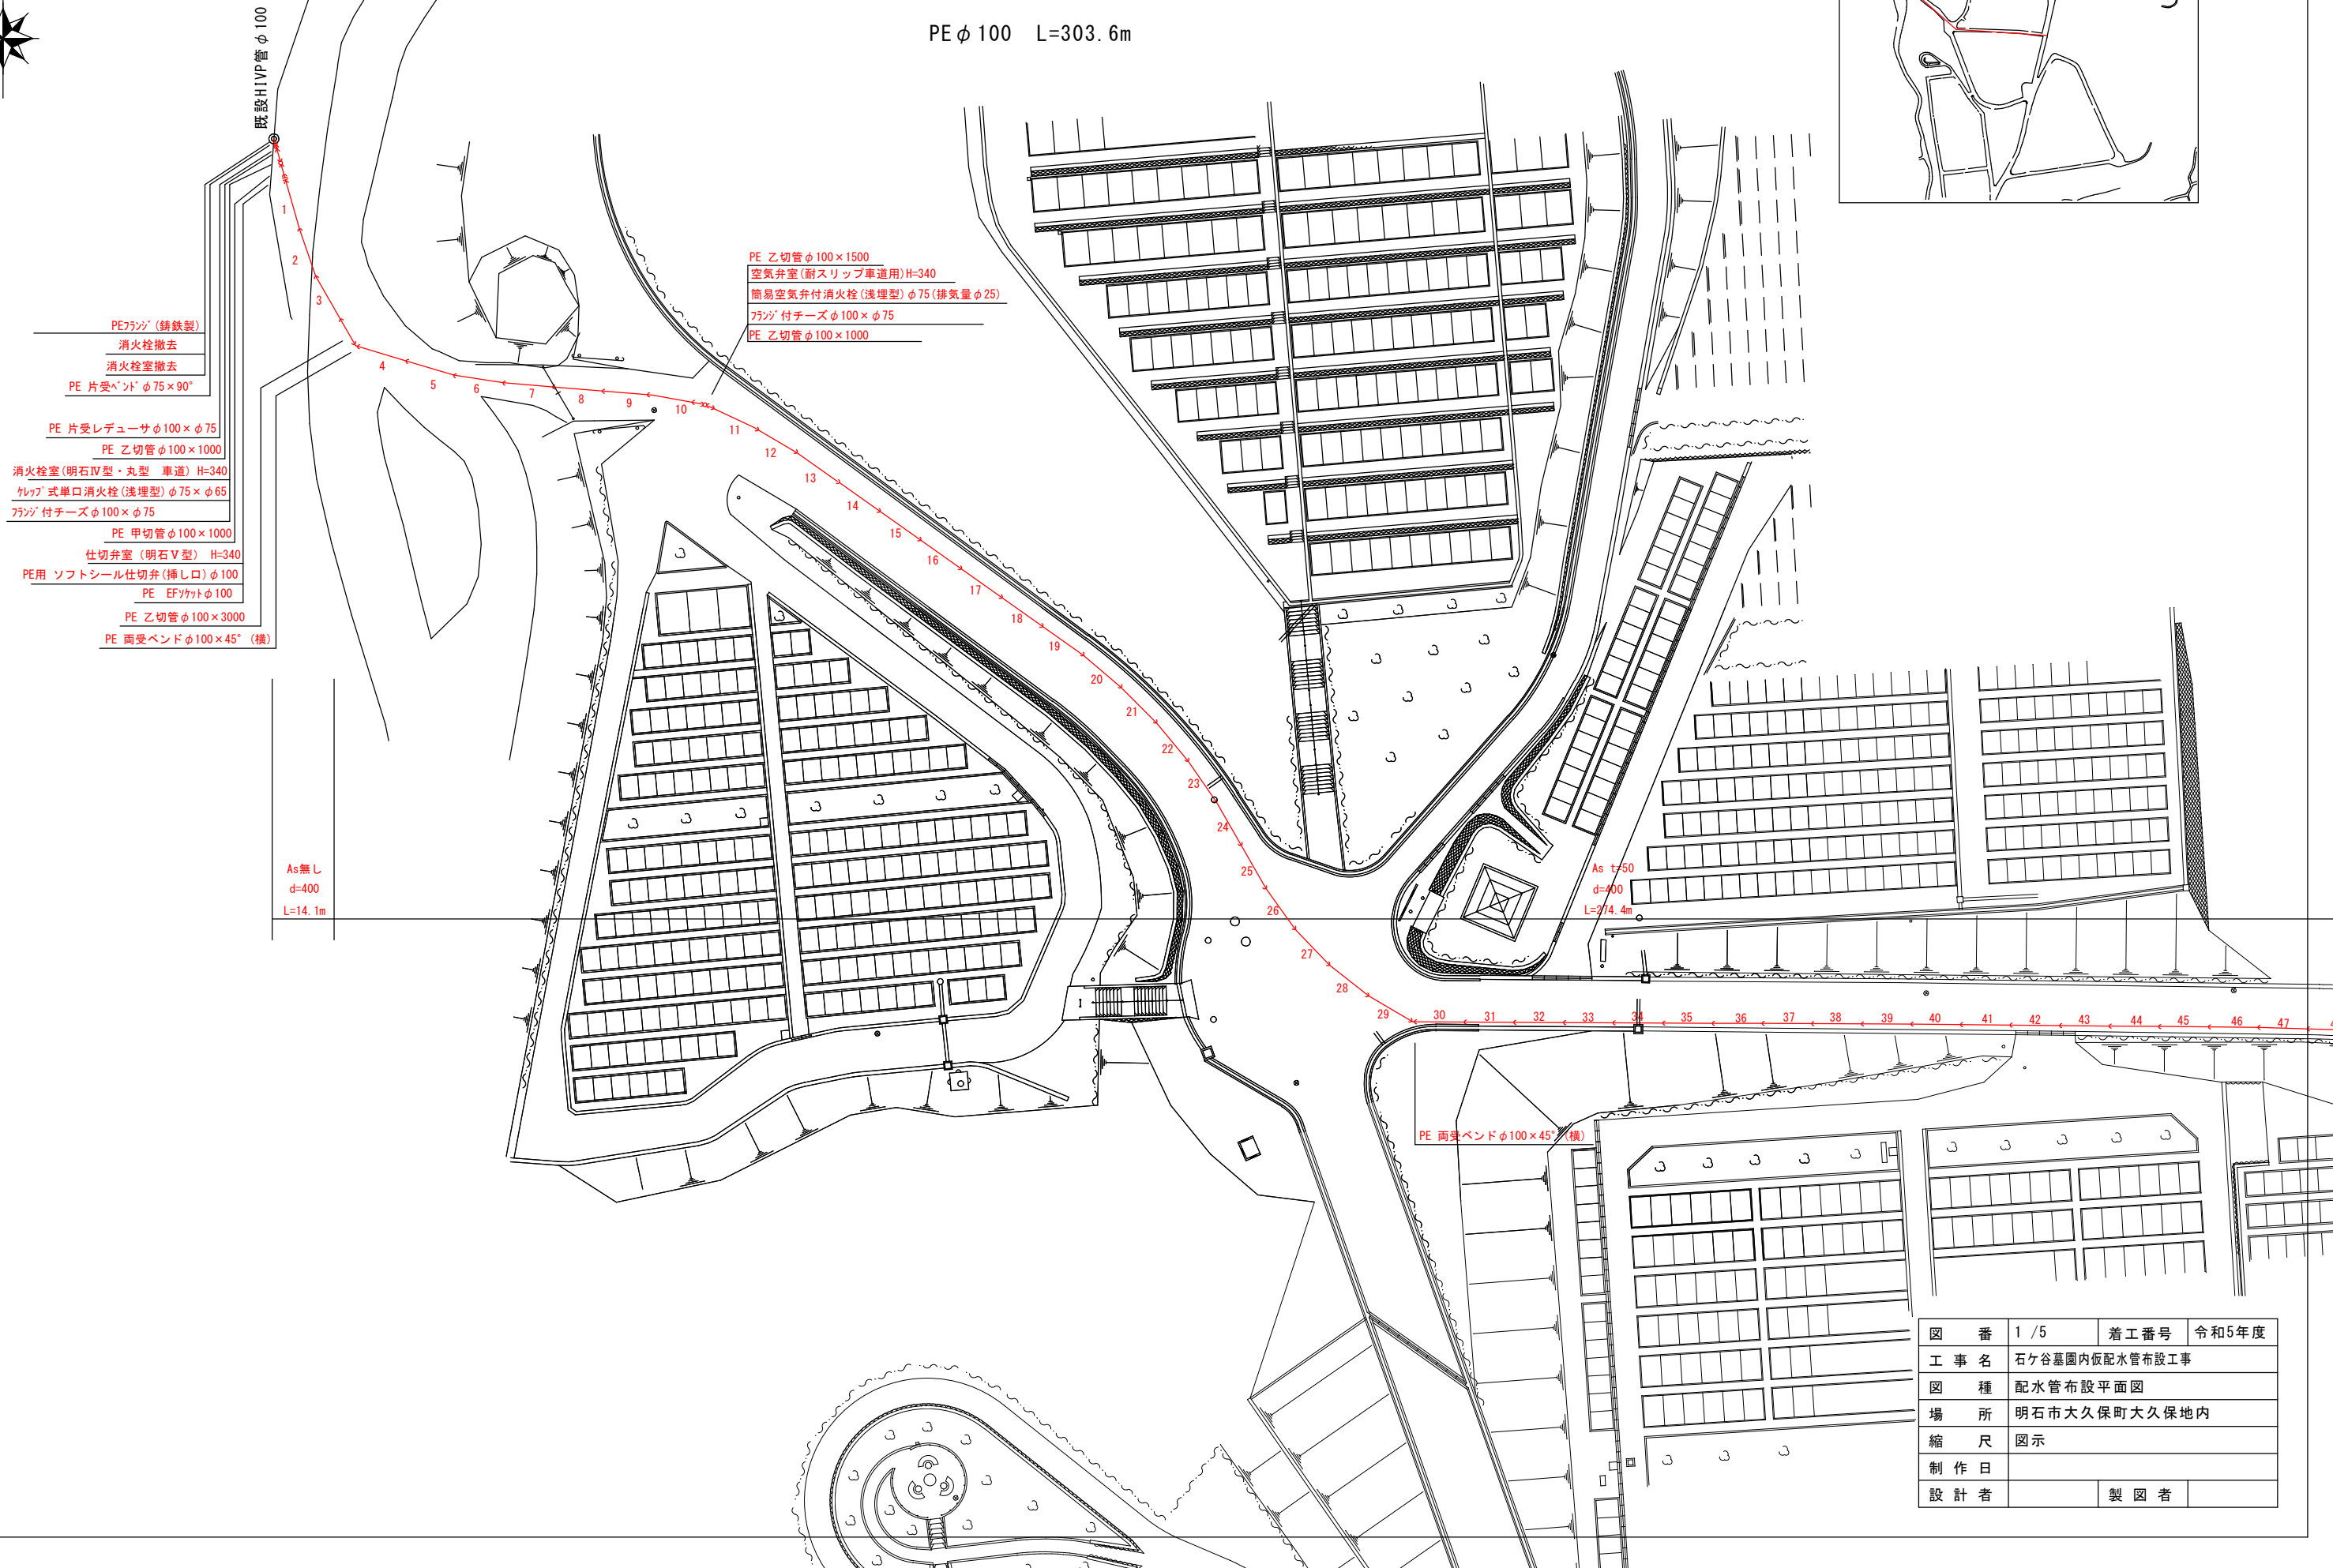 PEφ100 L=303.6m
既設HIVP管φ100
PE 乙切管φ100×1500
空気弁室(耐スリップ車道用)H=340
簡易空気弁付消火栓(浅埋型)φ75(排気量φ25)
ﾌﾗﾝｼﾞ付チーズφ100×φ75
PE 乙切管φ100×1000
PEﾌﾗﾝｼﾞ(鋳鉄製)
消火栓撤去
消火栓室撤去
PE 片受ﾍﾞﾝﾄﾞφ75×90°
PE 片受レデューサφ100×φ75
PE 乙切管φ100×1000
消火栓室(明石Ⅳ型・丸型 車道) H=340
ｹﾚｯﾌﾟ式単口消火栓(浅埋型)φ75×φ65
ﾌﾗﾝｼﾞ付チーズφ100×φ75
PE 甲切管φ100×1000
仕切弁室(明石Ⅴ型) H=340
PE用 ソフトシール仕切弁(挿し口)φ100
PE EFｿｹｯﾄφ100
PE 乙切管φ100×3000
PE 両受ベンドφ100×45°(横)
1
2
3
4
5
6
7
8
9
10
11
12
13
14
15
16
17
18
19
20
21
22
23
24
25
26
27
28
29
30
31
32
33
34
35
36
37
38
39
40
41
42
43
44
45
46
47
As無し
d=400
L=14.1m
As t=50
d=400
L=274.4m
PE 両受ベンドφ100×45°(横)
図番 1 /5 着工番号 令和5年度
工事名 石ケ谷墓園内仮配水管布設工事
図種 配水管布設平面図
場所 明石市大久保町大久保地内
縮尺 図示
制作日
設計者 製図者